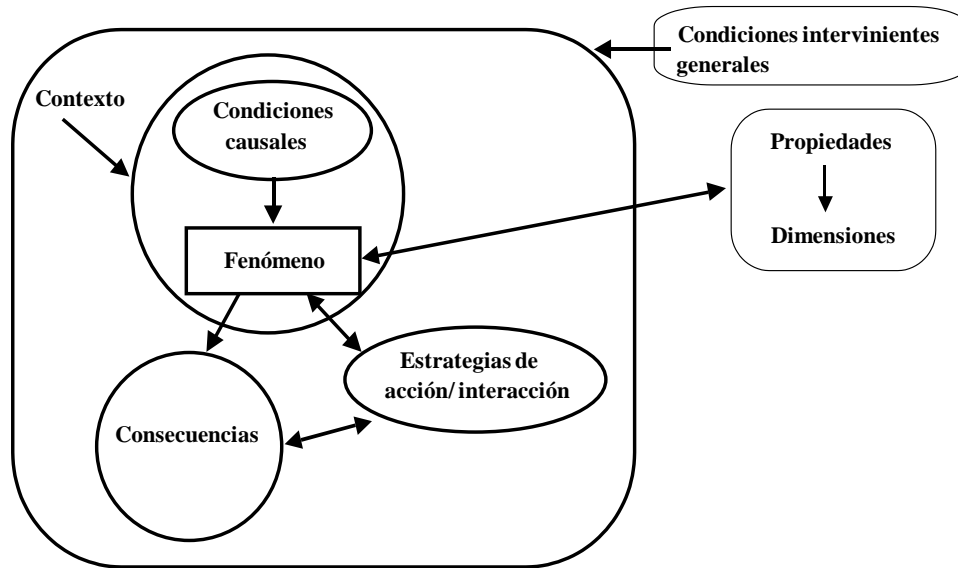 Condiciones intervinientes
generales
Contexto
Condiciones
causales
Propiedades
Dimensiones
Fenómeno
Estrategias de
acción/ interacción
Consecuencias